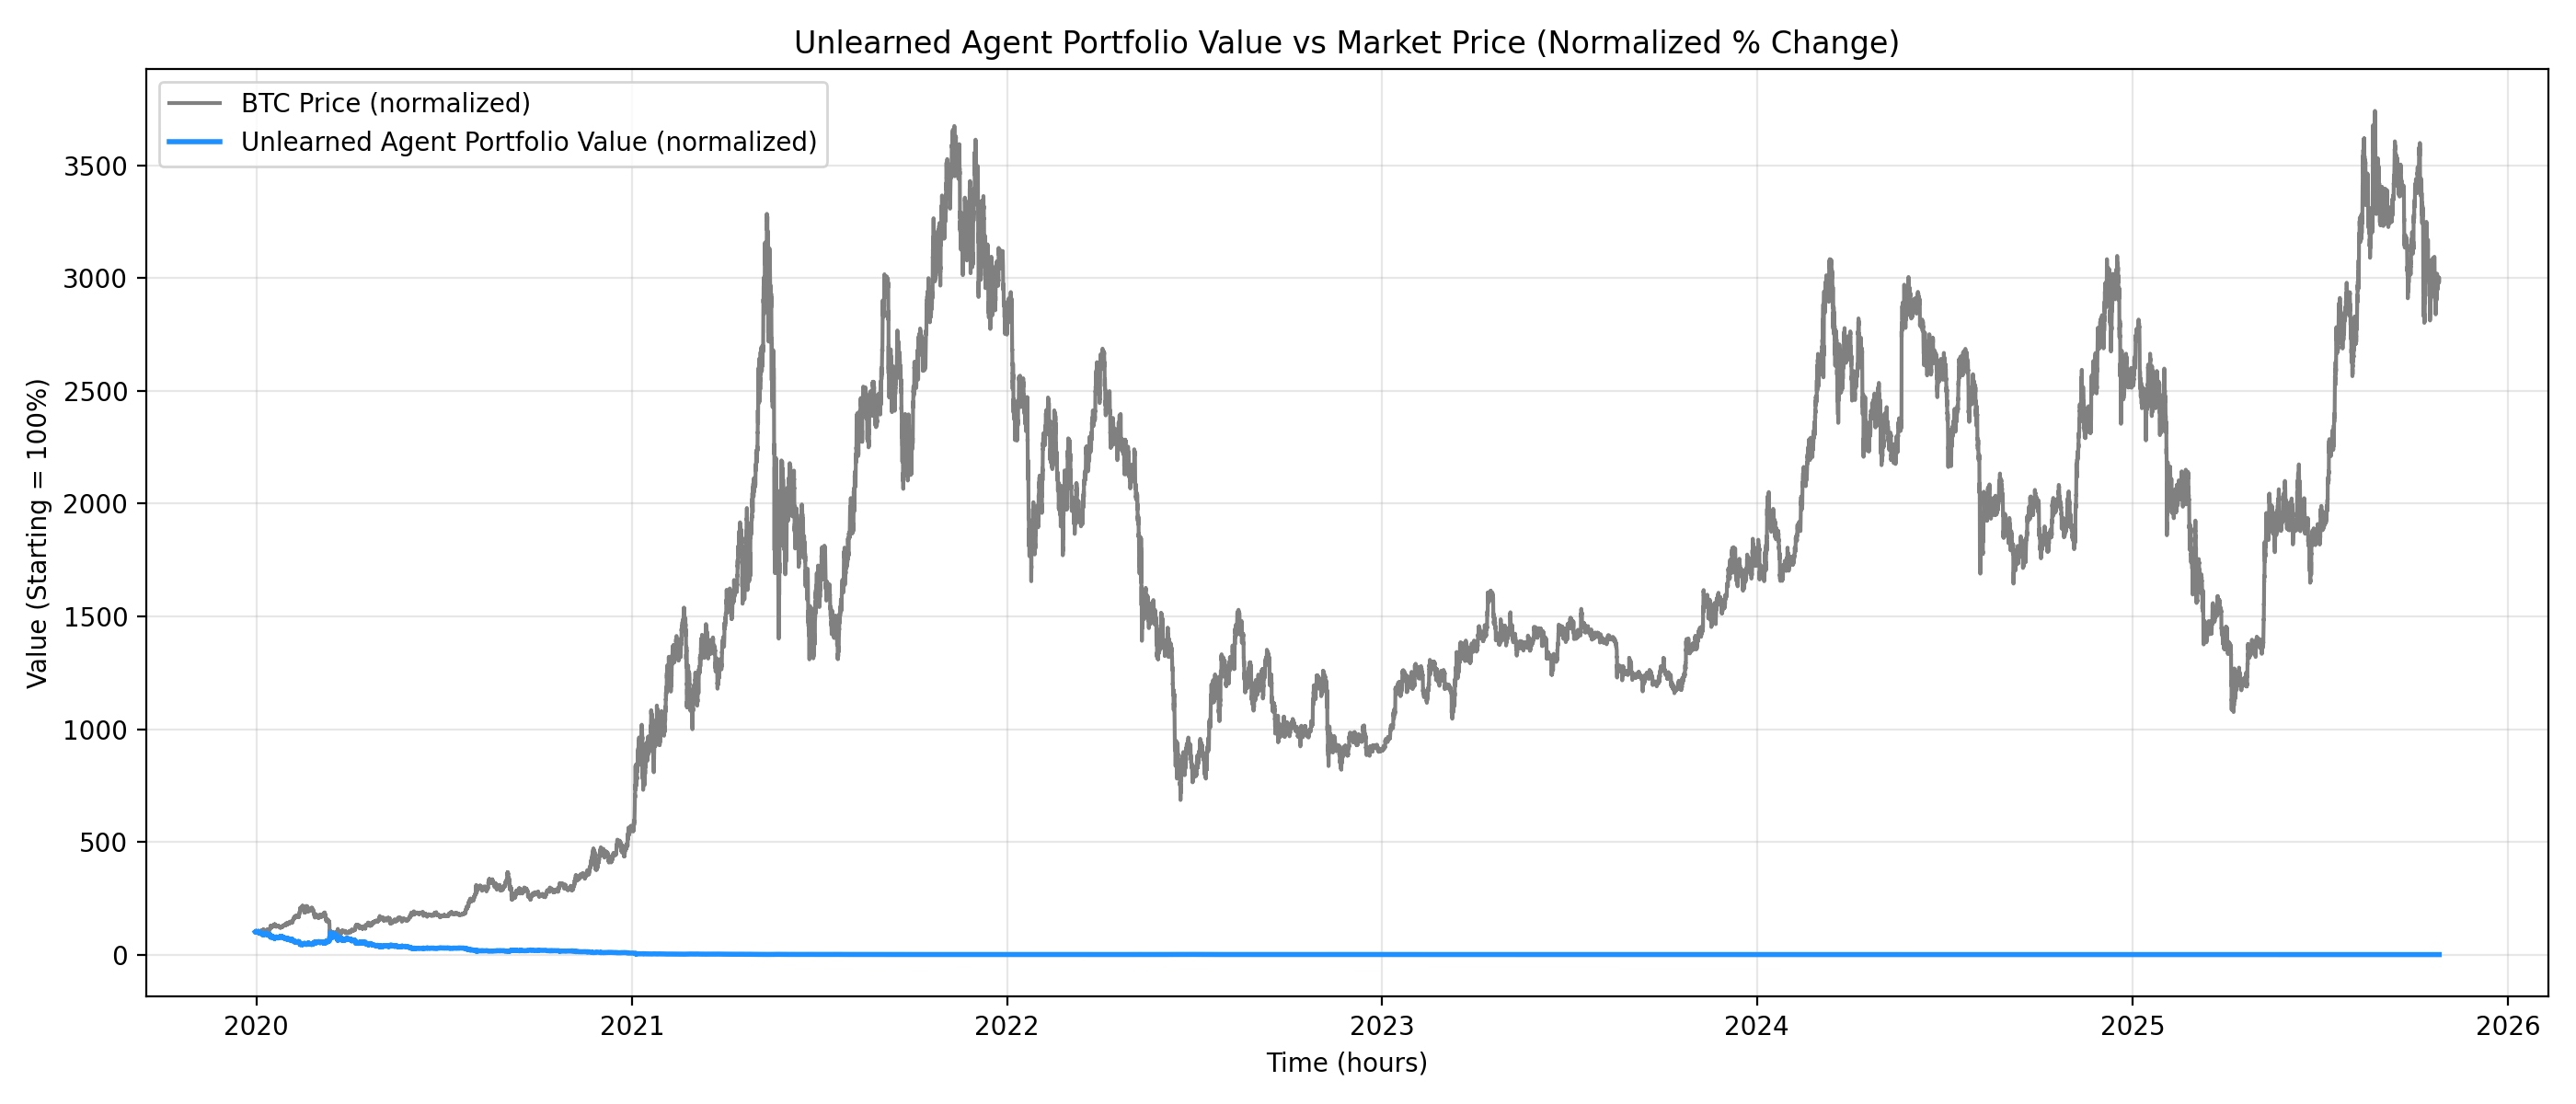 Unlearned Agent Portfolio Value vs Market Price (Normalized % Change)
BTC Price (normalized)
Unlearned Agent Portfolio Value (normalized)
Value (Starting = 100%)
3500
3000
2500
2000
1500
1000
500
0
2020 2021 2022 2023 2024 2025 2026
Time (hours)